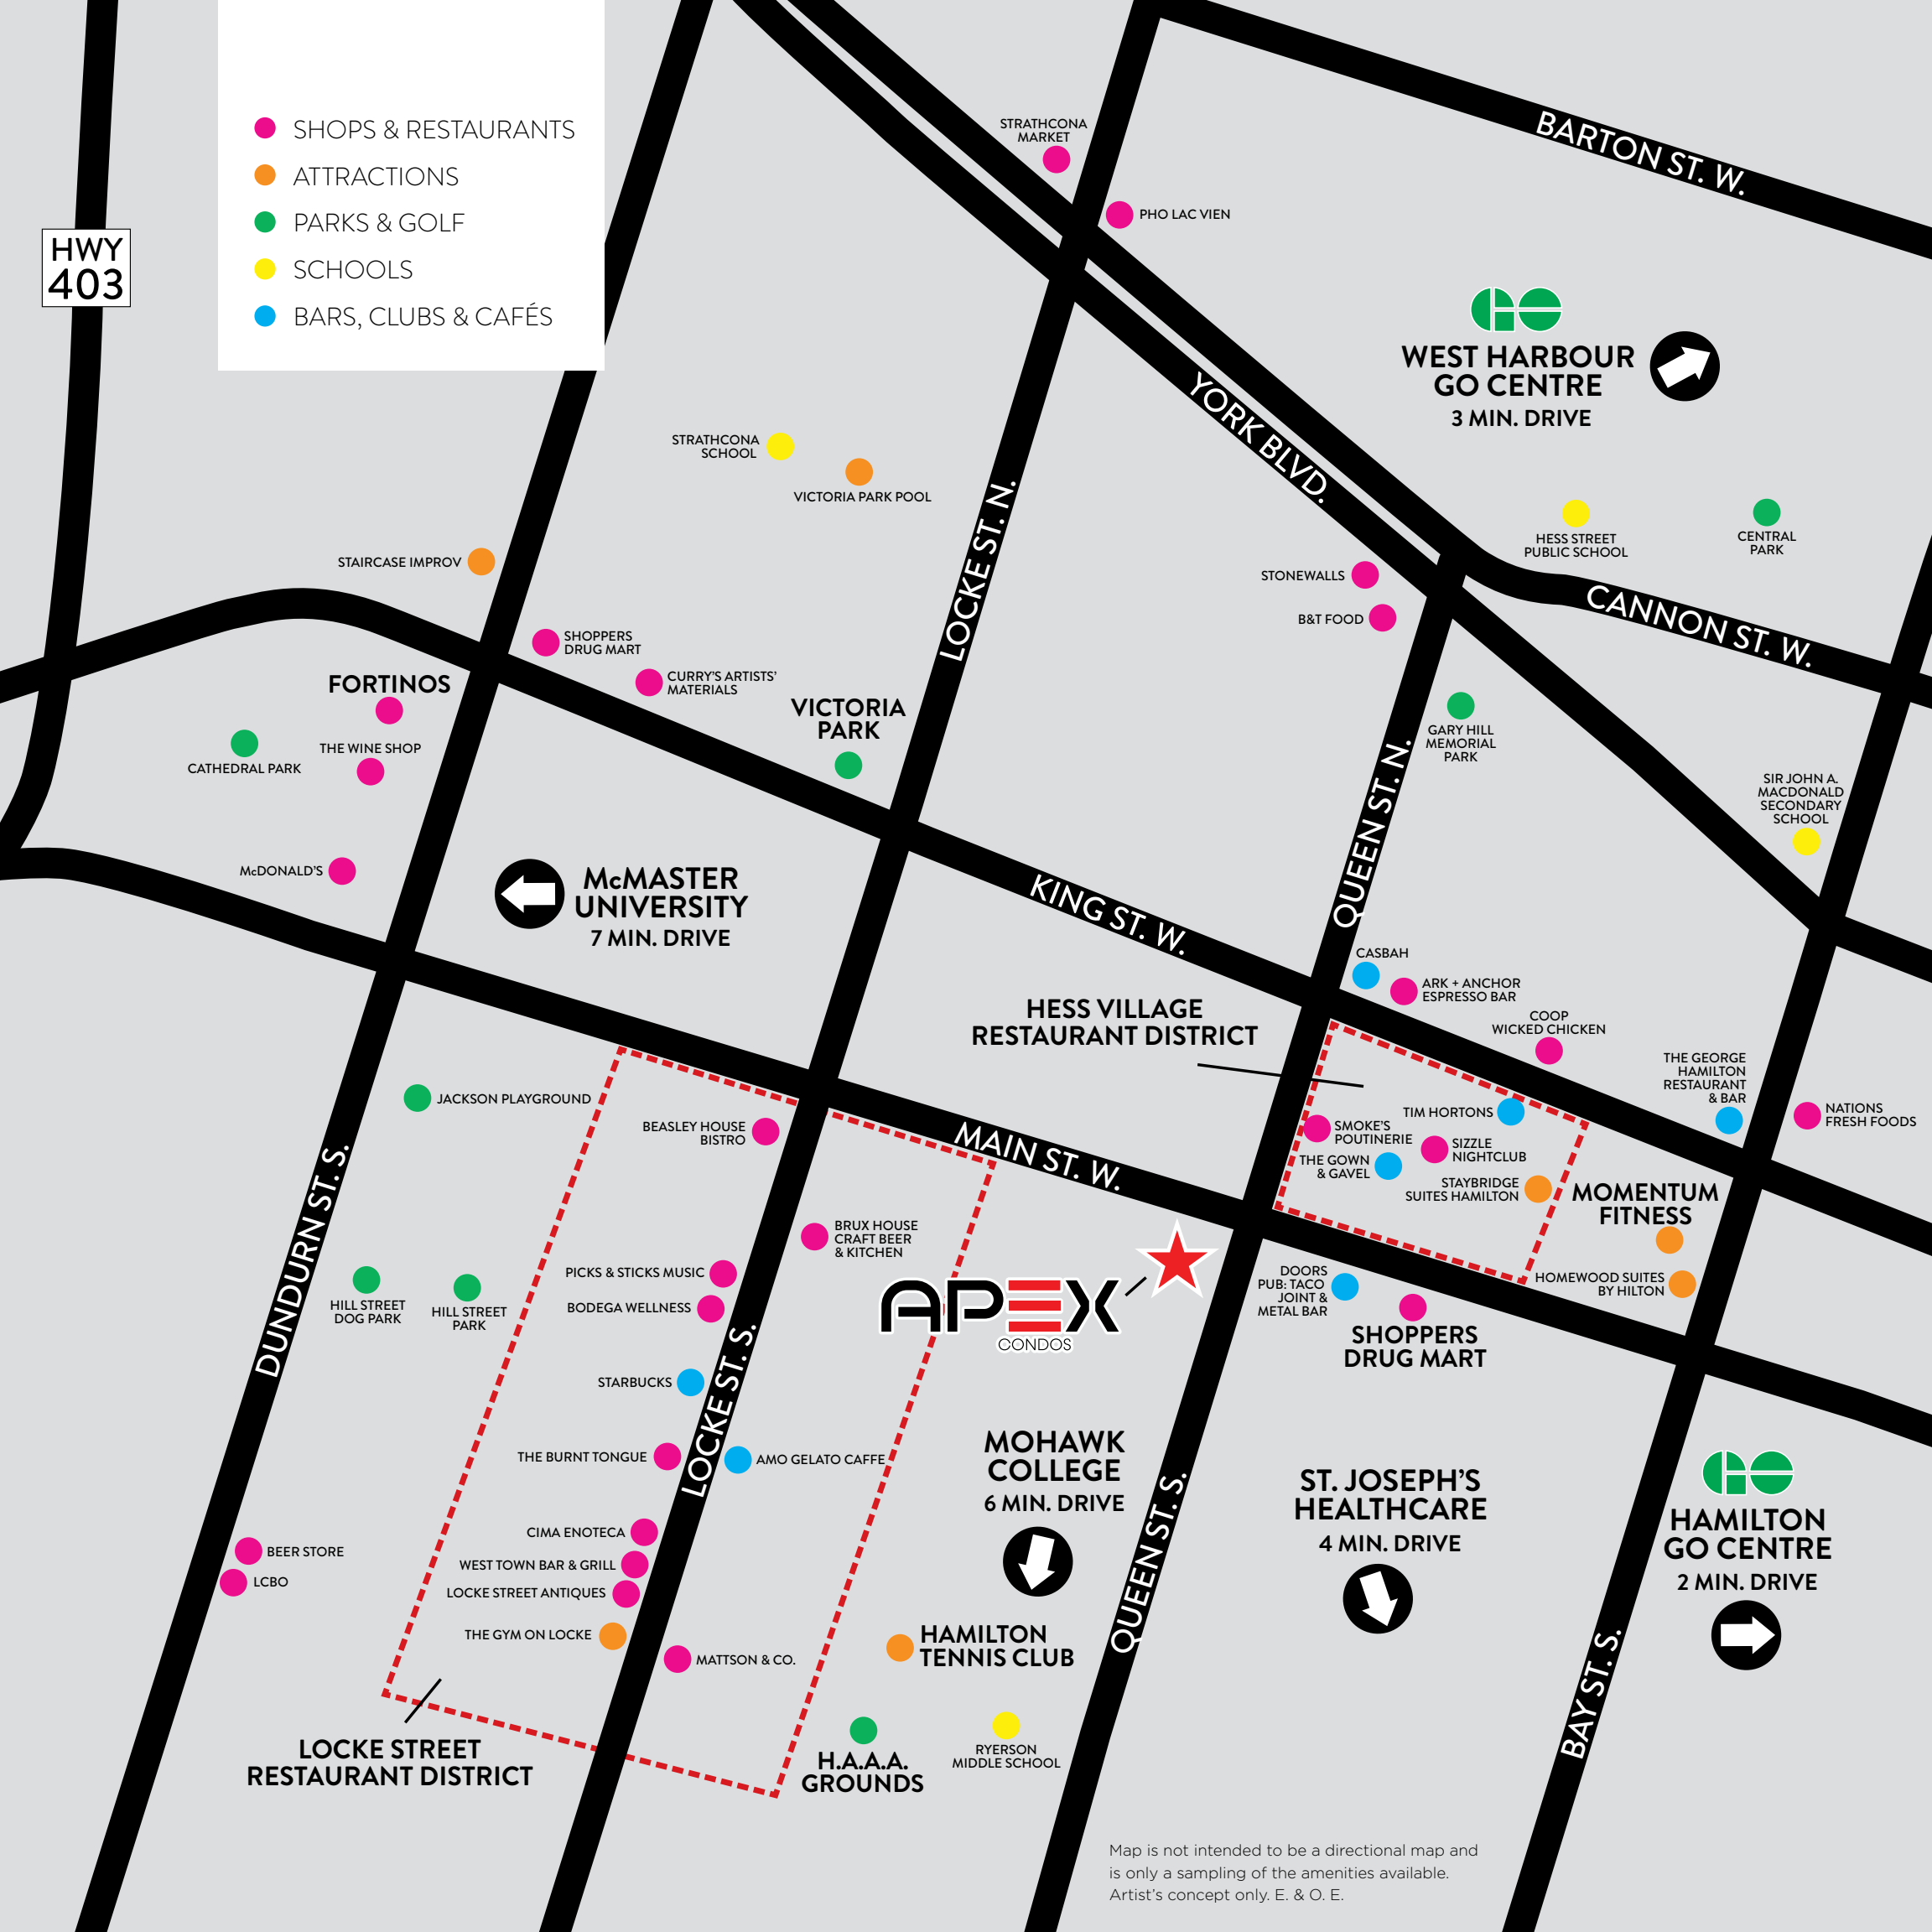 SHOPS & RESTAURANTS
ATTRACTIONS
PARKS & GOLF
SCHOOLS
BARS, CLUBS & CAFÉS
HWY
403
STRATHCONA
MARKET
PHO LAC VIEN
BARTON ST. W.
WEST HARBOUR
GO CENTRE
3 MIN. DRIVE
YORK BLVD.
STRATHCONA
SCHOOL
VICTORIA PARK POOL
LOCKE ST. N.
STAIRCASE IMPROV
HESS STREET
PUBLIC SCHOOL
CENTRAL
PARK
STONEWALLS
B&T FOOD
CANNON ST. W.
SHOPPERS
DRUG MART
CURRY'S ARTISTS'
MATERIALS
FORTINOS
THE WINE SHOP
CATHEDRAL PARK
VICTORIA
PARK
GARY HILL
MEMORIAL
PARK
QUEEN ST. N.
SIR JOHN A.
MACDONALD
SECONDARY
SCHOOL
McDONALD'S
McMASTER
UNIVERSITY
7 MIN. DRIVE
KING ST. W.
CASBAH
ARK + ANCHOR
ESPRESSO BAR
HESS VILLAGE
RESTAURANT DISTRICT
COOP
WICKED CHICKEN
THE GEORGE
HAMILTON
RESTAURANT
& BAR
NATIONS
FRESH FOODS
JACKSON PLAYGROUND
BEASLEY HOUSE
BISTRO
MAIN ST. W.
TIM HORTONS
SMOKE'S
POUTINERIE
SIZZLE
NIGHTCLUB
THE GOWN
& GAVEL
STAYBRIDGE
SUITES HAMILTON
MOMENTUM
FITNESS
DUNDURN ST. S.
BRUX HOUSE
CRAFT BEER
& KITCHEN
PICKS & STICKS MUSIC
BODEGA WELLNESS
HILL STREET
DOG PARK
HILL STREET
PARK
APEX
CONDOS
DOORS
PUB: TACO
JOINT &
METAL BAR
HOMEWOOD SUITES
BY HILTON
SHOPPERS
DRUG MART
STARBUCKS
LOCKE ST. S.
THE BURNT TONGUE
AMO GELATO CAFFE
MOHAWK
COLLEGE
6 MIN. DRIVE
QUEEN ST. S.
ST. JOSEPH'S
HEALTHCARE
4 MIN. DRIVE
HAMILTON
GO CENTRE
2 MIN. DRIVE
BEER STORE
LCBO
CIMA ENOTECA
WEST TOWN BAR & GRILL
LOCKE STREET ANTIQUES
THE GYM ON LOCKE
MATTSON & CO.
HAMILTON
TENNIS CLUB
BAY ST. S.
LOCKE STREET
RESTAURANT DISTRICT
H.A.A.A.
GROUNDS
RYERSON
MIDDLE SCHOOL
Map is not intended to be a directional map and
is only a sampling of the amenities available.
Artist's concept only. E. & O. E.